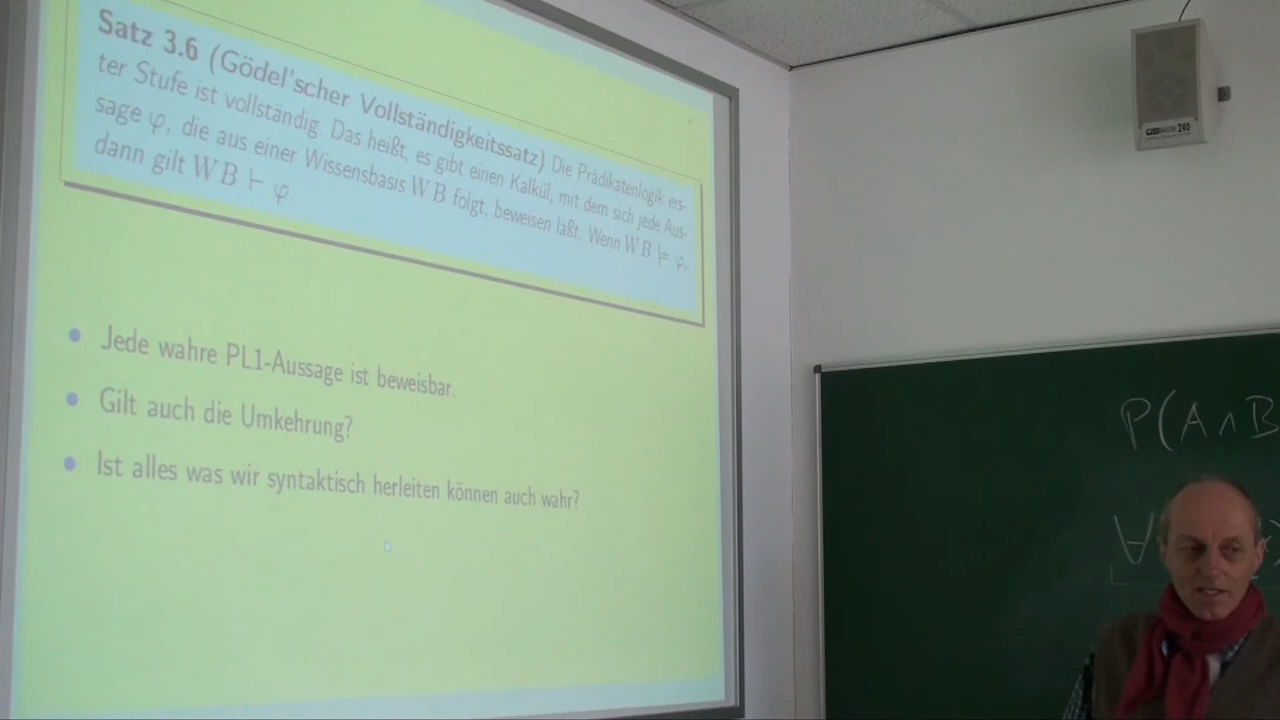 Satz 3.6 (Gödel'scher Vollständigkeitssatz) Die Prädikatenlogik ers-
ter Stufe ist vollständig. Das heißt, es gibt einen Kalkül, mit dem sich jede Aus-
sage φ, die aus einer Wissensbasis WB folgt, beweisen läßt. Wenn WB ⊨ φ,
dann gilt WB ⊢ φ.
• Jede wahre PL1-Aussage ist beweisbar.
• Gilt auch die Umkehrung?
• Ist alles was wir syntaktisch herleiten können auch wahr?
240
P(A∧B
∀